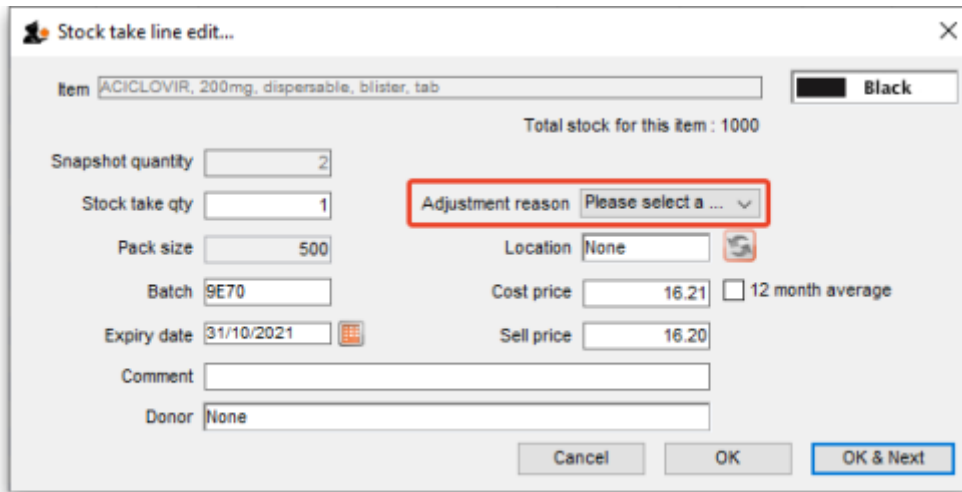 Stock take line edit...
Item ACICLOVIR, 200mg, dispersable, blister, tab Black
Total stock for this item : 1000
Snapshot quantity 2
Stock take qty 1 Adjustment reason Please select a ...
Pack size 500 Location None
Batch 9E70 Cost price 16.21 12 month average
Expiry date 31/10/2021 Sell price 16.20
Comment
Donor None
Cancel OK OK & Next